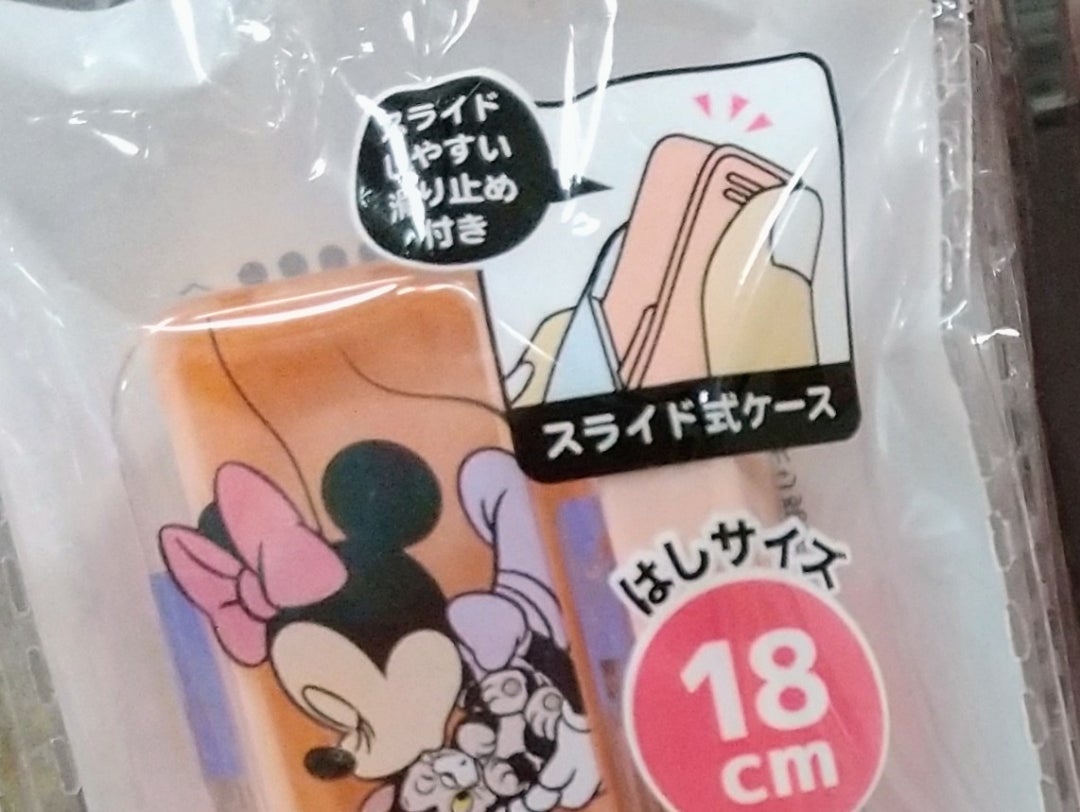 スライド
しやすい
滑り止め
付き
スライド式ケース
はしサイズ
18
cm